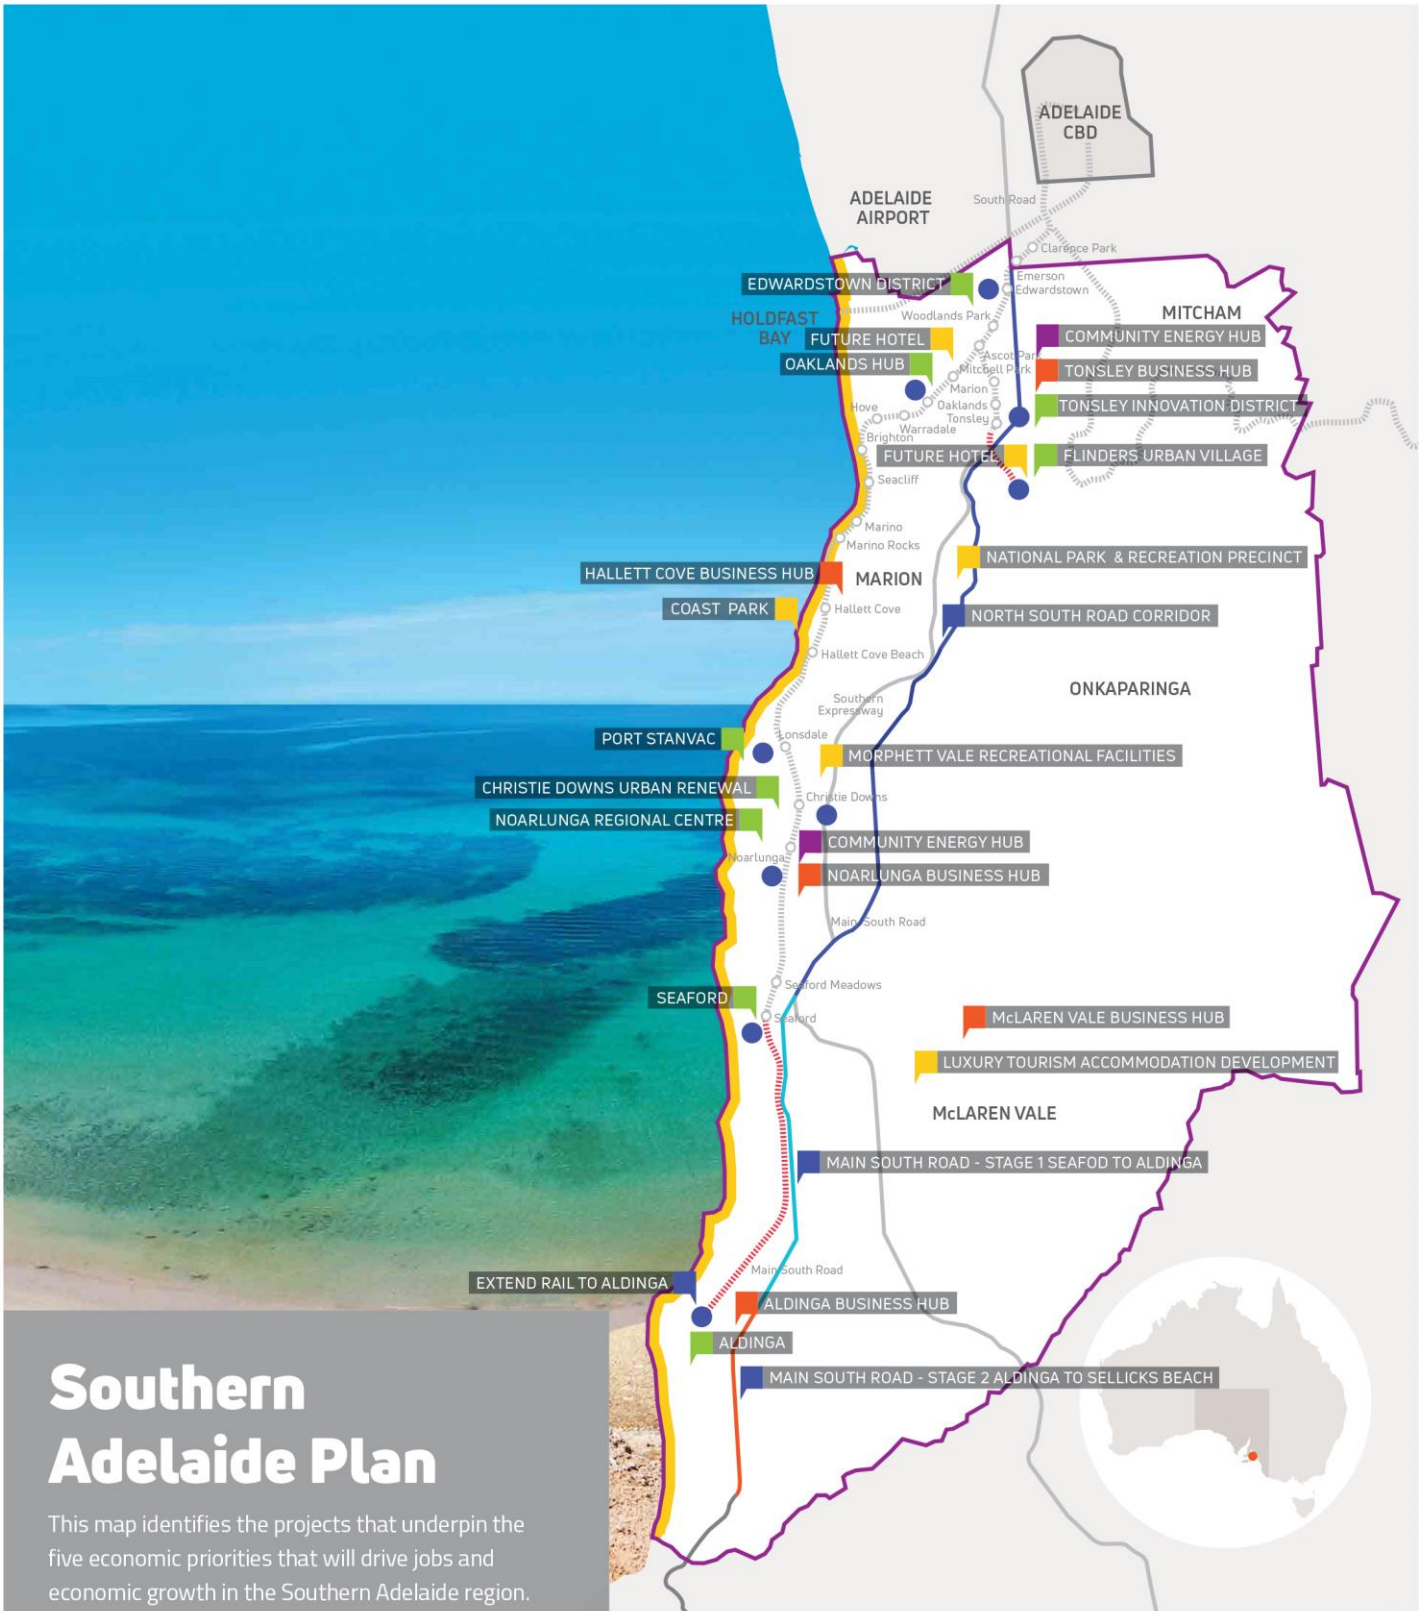 ADELAIDE
CBD
ADELAIDE
AIRPORT
South Road
Clarence Park
EDWARDSTOWN DISTRICT
Emerson
Edwardstown
HOLDFAST
BAY
Woodlands Park
MITCHAM
FUTURE HOTEL
COMMUNITY ENERGY HUB
OAKLANDS HUB
Ascot Park
Mitchell Park
TONSLEY BUSINESS HUB
Marion
Hove
Oaklands
TONSLEY INNOVATION DISTRICT
Warradale
Tonsley
Brighton
FUTURE HOTEL
FLINDERS URBAN VILLAGE
Seacliff
Marino
Marino Rocks
NATIONAL PARK & RECREATION PRECINCT
HALLETT COVE BUSINESS HUB
MARION
COAST PARK
Hallett Cove
NORTH SOUTH ROAD CORRIDOR
Hallett Cove Beach
ONKAPARINGA
Southern
Expressway
PORT STANVAC
Lonsdale
MORPHETT VALE RECREATIONAL FACILITIES
CHRISTIE DOWNS URBAN RENEWAL
Christie Downs
NOARLUNGA REGIONAL CENTRE
COMMUNITY ENERGY HUB
Noarlunga
NOARLUNGA BUSINESS HUB
Main South Road
Seaford Meadows
SEAFORD
Seaford
McLAREN VALE BUSINESS HUB
LUXURY TOURISM ACCOMMODATION DEVELOPMENT
McLAREN VALE
MAIN SOUTH ROAD - STAGE 1 SEAFOD TO ALDINGA
Main South Road
EXTEND RAIL TO ALDINGA
ALDINGA BUSINESS HUB
ALDINGA
MAIN SOUTH ROAD - STAGE 2 ALDINGA TO SELLICKS BEACH
Southern
Adelaide Plan
This map identifies the projects that underpin the
five economic priorities that will drive jobs and
economic growth in the Southern Adelaide region.